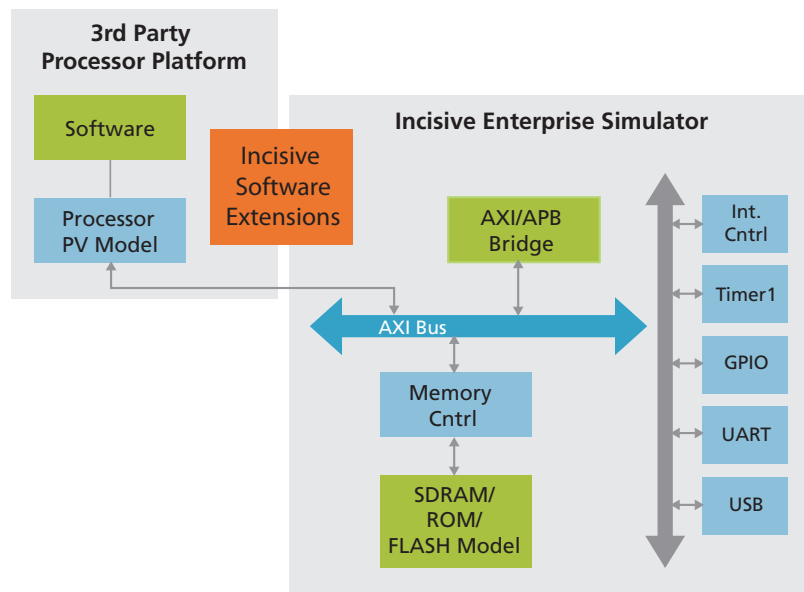 3rd Party
Processor Platform
Software
Processor
PV Model
Incisive
Software
Extensions
Incisive Enterprise Simulator
AXI/APB
Bridge
AXI Bus
Memory
Cntrl
SDRAM/
ROM/
FLASH Model
Int.
Cntrl
Timer1
GPIO
UART
USB